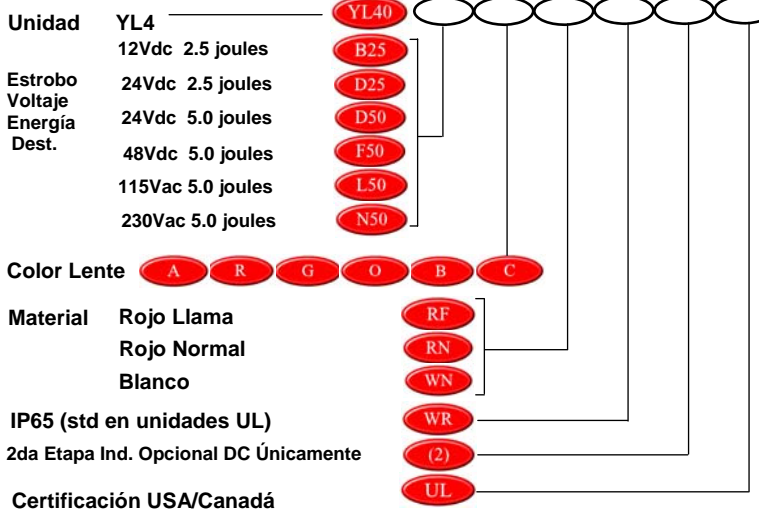 Unidad YL4 YL40
12Vdc 2.5 joules B25
Estrobo
Voltaje
Energía
Dest.
24Vdc 2.5 joules D25
24Vdc 5.0 joules D50
48Vdc 5.0 joules F50
115Vac 5.0 joules L50
230Vac 5.0 joules N50
Color Lente A R G O B C
Material Rojo Llama RF
Rojo Normal RN
Blanco WN
IP65 (std en unidades UL) WR
2da Etapa Ind. Opcional DC Únicamente (2)
Certificación USA/Canadá UL